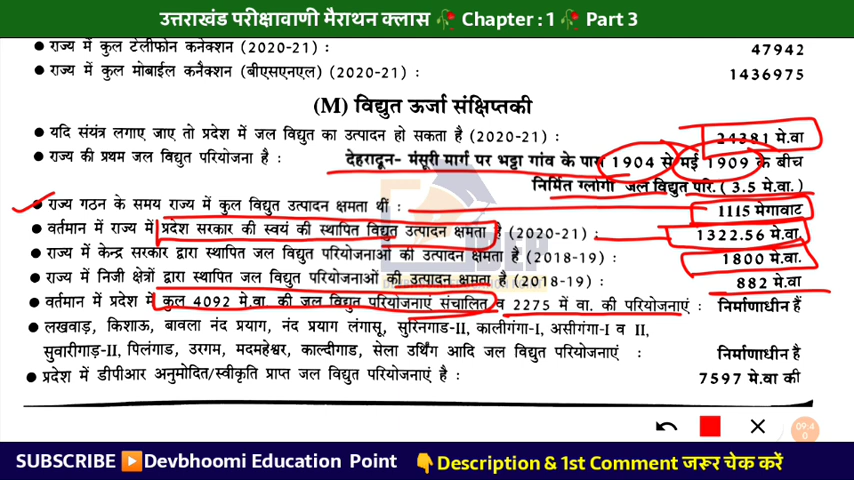 उत्तराखंड परीक्षावाणी मैराथन क्लास 🥀 Chapter : 1 🥀 Part 3
• राज्य में कुल टेलीफोन कनेक्शन (2020-21) : 47942
• राज्य में कुल मोबाईल कनैक्शन (बीएसएनएल) (2020-21) : 1436975
(M) विद्युत ऊर्जा संक्षिप्तकी
• यदि संयंत्र लगाए जाए तो प्रदेश में जल विद्युत का उत्पादन हो सकता है (2020-21) : 24381 मे.वा
• राज्य की प्रथम जल विद्युत परियोजना है : देहरादून- मंसूरी मार्ग पर भट्टा गांव के पास 1904 से मई 1909 के बीच
निर्मित ग्लोगी जल विद्युत परि. ( 3.5 मे.वा. )
• राज्य गठन के समय राज्य में कुल विद्युत उत्पादन क्षमता थीं : 1115 मेगावाट
• वर्तमान में राज्य में प्रदेश सरकार की स्वयं की स्थापित विद्युत उत्पादन क्षमता है (2020-21) : 1322.56 मे.वा.
• राज्य में केन्द्र सरकार द्वारा स्थापित जल विद्युत परियोजनाओं की उत्पादन क्षमता है (2018-19) : 1800 मे.वा.
• राज्य में निजी क्षेत्रों द्वारा स्थापित जल विद्युत परियोजनाओं की उत्पादन क्षमता है (2018-19) : 882 मे.वा
• वर्तमान में प्रदेश में कुल 4092 मे.वा. की जल विद्युत परियोजनाएं संचालित व 2275 में वा. की परियोजनाएं : निर्माणाधीन हैं
• लखवाड़, किशाऊ, बावला नंद प्रयाग, नंद प्रयाग लंगासू, सुरिनगाड-II, कालीगंगा-I, असीगंगा-I व II,
सुवारीगाड़-II, पिलंगाड, उरगम, मदमहेश्वर, काल्दीगाड, सेला उर्थिंग आदि जल विद्युत परियोजनाएं : निर्माणाधीन है
• प्रदेश में डीपीआर अनुमोदित/स्वीकृति प्राप्त जल विद्युत परियोजनाएं है : 7597 मे.वा की
SUBSCRIBE ▶️Devbhoomi Education Point 👇Description & 1st Comment जरूर चेक करें